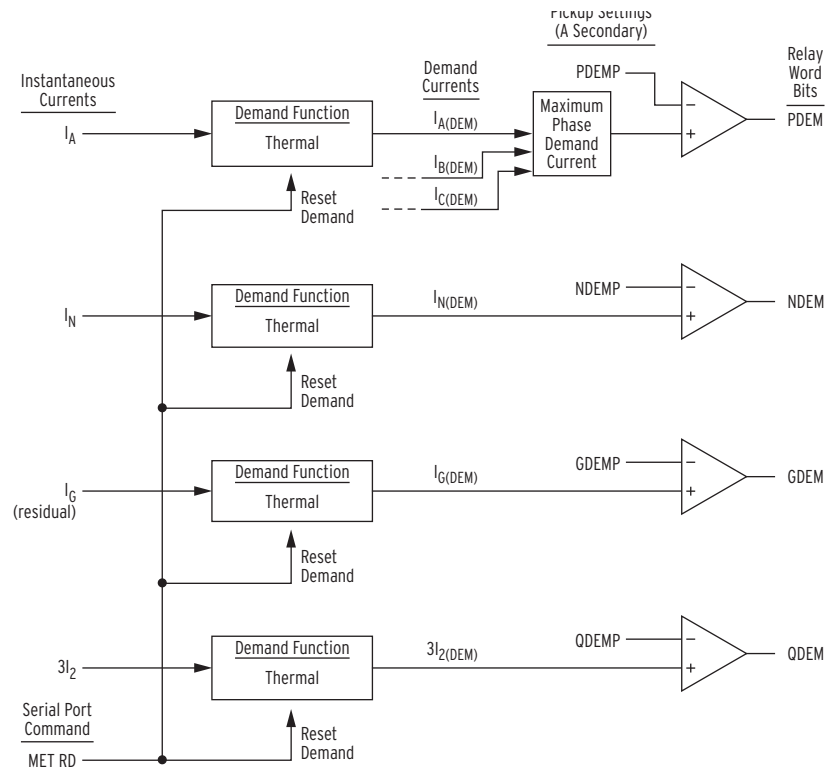 Pickup Settings
(A Secondary)
Relay
Word
Bits
Instantaneous
Currents
Demand
Currents
PDEMP
−
+
PDEM
I_A
Demand Function
Thermal
I_A(DEM)
I_B(DEM)
I_C(DEM)
Maximum
Phase
Demand
Current
Reset
Demand
I_N
Demand Function
Thermal
I_N(DEM)
NDEMP
−
+
NDEM
Reset
Demand
I_G
(residual)
Demand Function
Thermal
I_G(DEM)
GDEMP
−
+
GDEM
Reset
Demand
3I_2
Demand Function
Thermal
3I_2(DEM)
QDEMP
−
+
QDEM
Reset
Demand
Serial Port
Command
MET RD